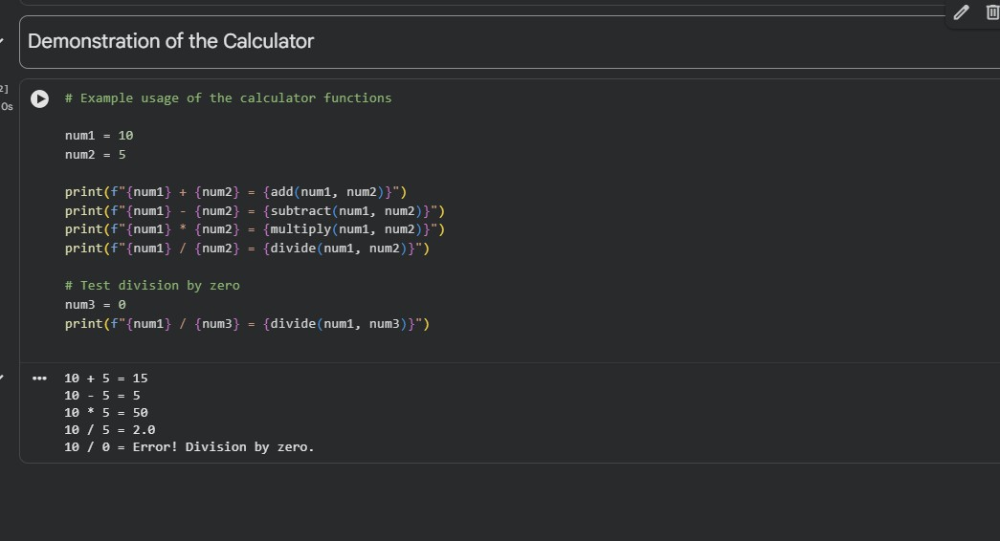 Demonstration of the Calculator
2]
0s
# Example usage of the calculator functions
num1 = 10
num2 = 5
print(f"{num1} + {num2} = {add(num1, num2)}")
print(f"{num1} - {num2} = {subtract(num1, num2)}")
print(f"{num1} * {num2} = {multiply(num1, num2)}")
print(f"{num1} / {num2} = {divide(num1, num2)}")
# Test division by zero
num3 = 0
print(f"{num1} / {num3} = {divide(num1, num3)}")
10 + 5 = 15
10 - 5 = 5
10 * 5 = 50
10 / 5 = 2.0
10 / 0 = Error! Division by zero.